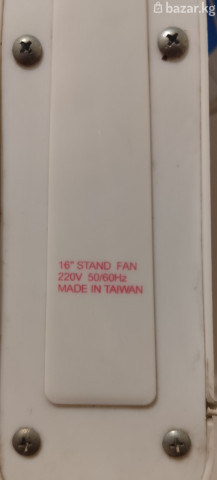 bazar.kg
16" STAND FAN
220V 50/60Hz
MADE IN TAIWAN